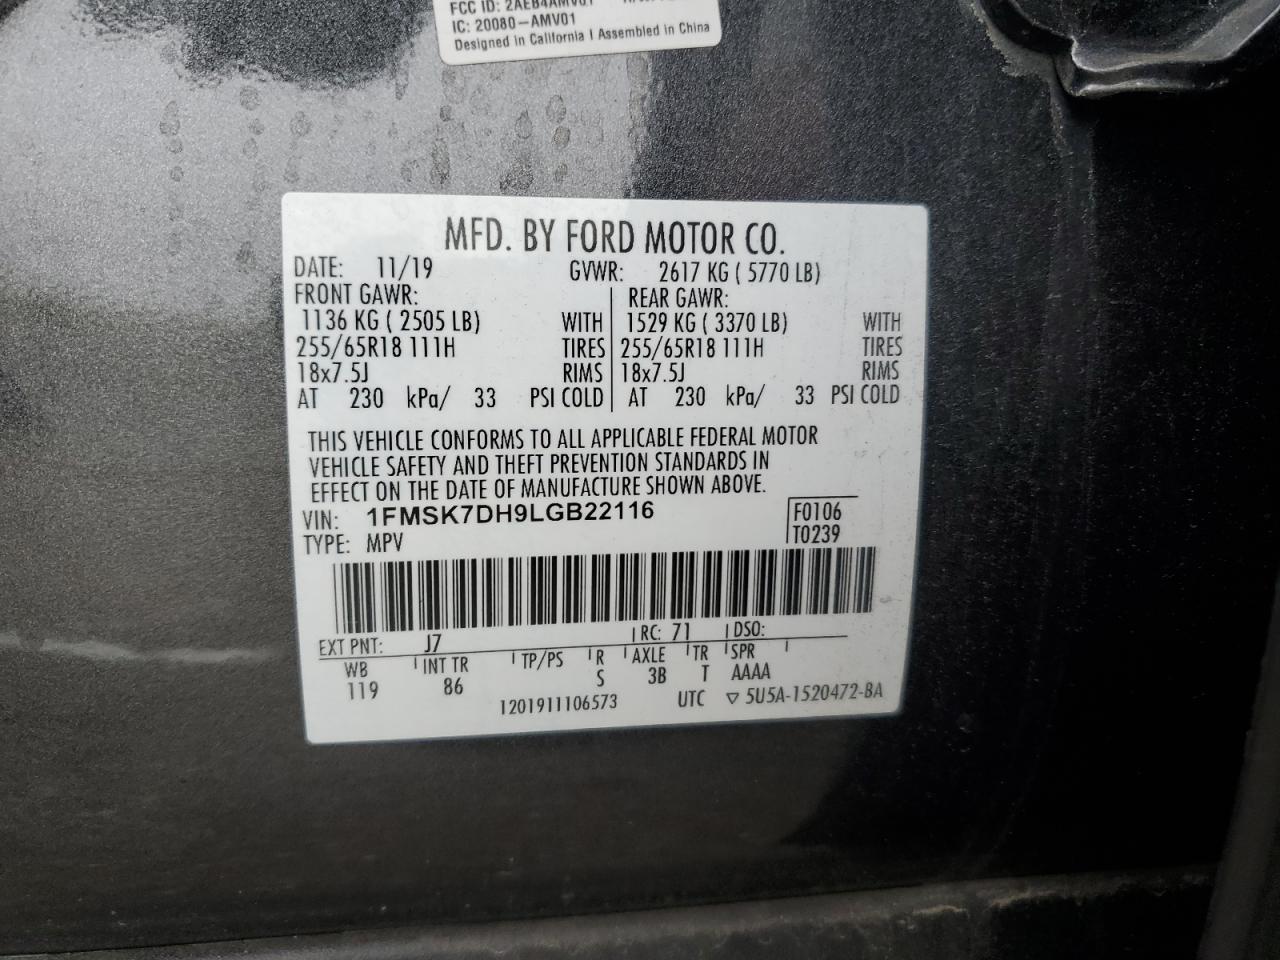 FCC ID: 2AEB4AMV01
IC: 20080-AMV01
Designed in California | Assembled in China
MFD. BY FORD MOTOR CO.
DATE: 11/19 GVWR: 2617 KG ( 5770 LB)
FRONT GAWR: REAR GAWR:
1136 KG ( 2505 LB) WITH 1529 KG ( 3370 LB) WITH
255/65R18 111H TIRES 255/65R18 111H TIRES
18x7.5J RIMS 18x7.5J RIMS
AT 230 kPa/ 33 PSI COLD AT 230 kPa/ 33 PSI COLD
THIS VEHICLE CONFORMS TO ALL APPLICABLE FEDERAL MOTOR
VEHICLE SAFETY AND THEFT PREVENTION STANDARDS IN
EFFECT ON THE DATE OF MANUFACTURE SHOWN ABOVE.
VIN: 1FMSK7DH9LGB22116 F0106
TYPE: MPV T0239
EXT PNT: J7 RC: 71 DSO:
WB INT TR TP/PS R AXLE TR SPR
119 86 S 3B T AAAA
1201911106573 UTC ▽ 5U5A-1520472-BA